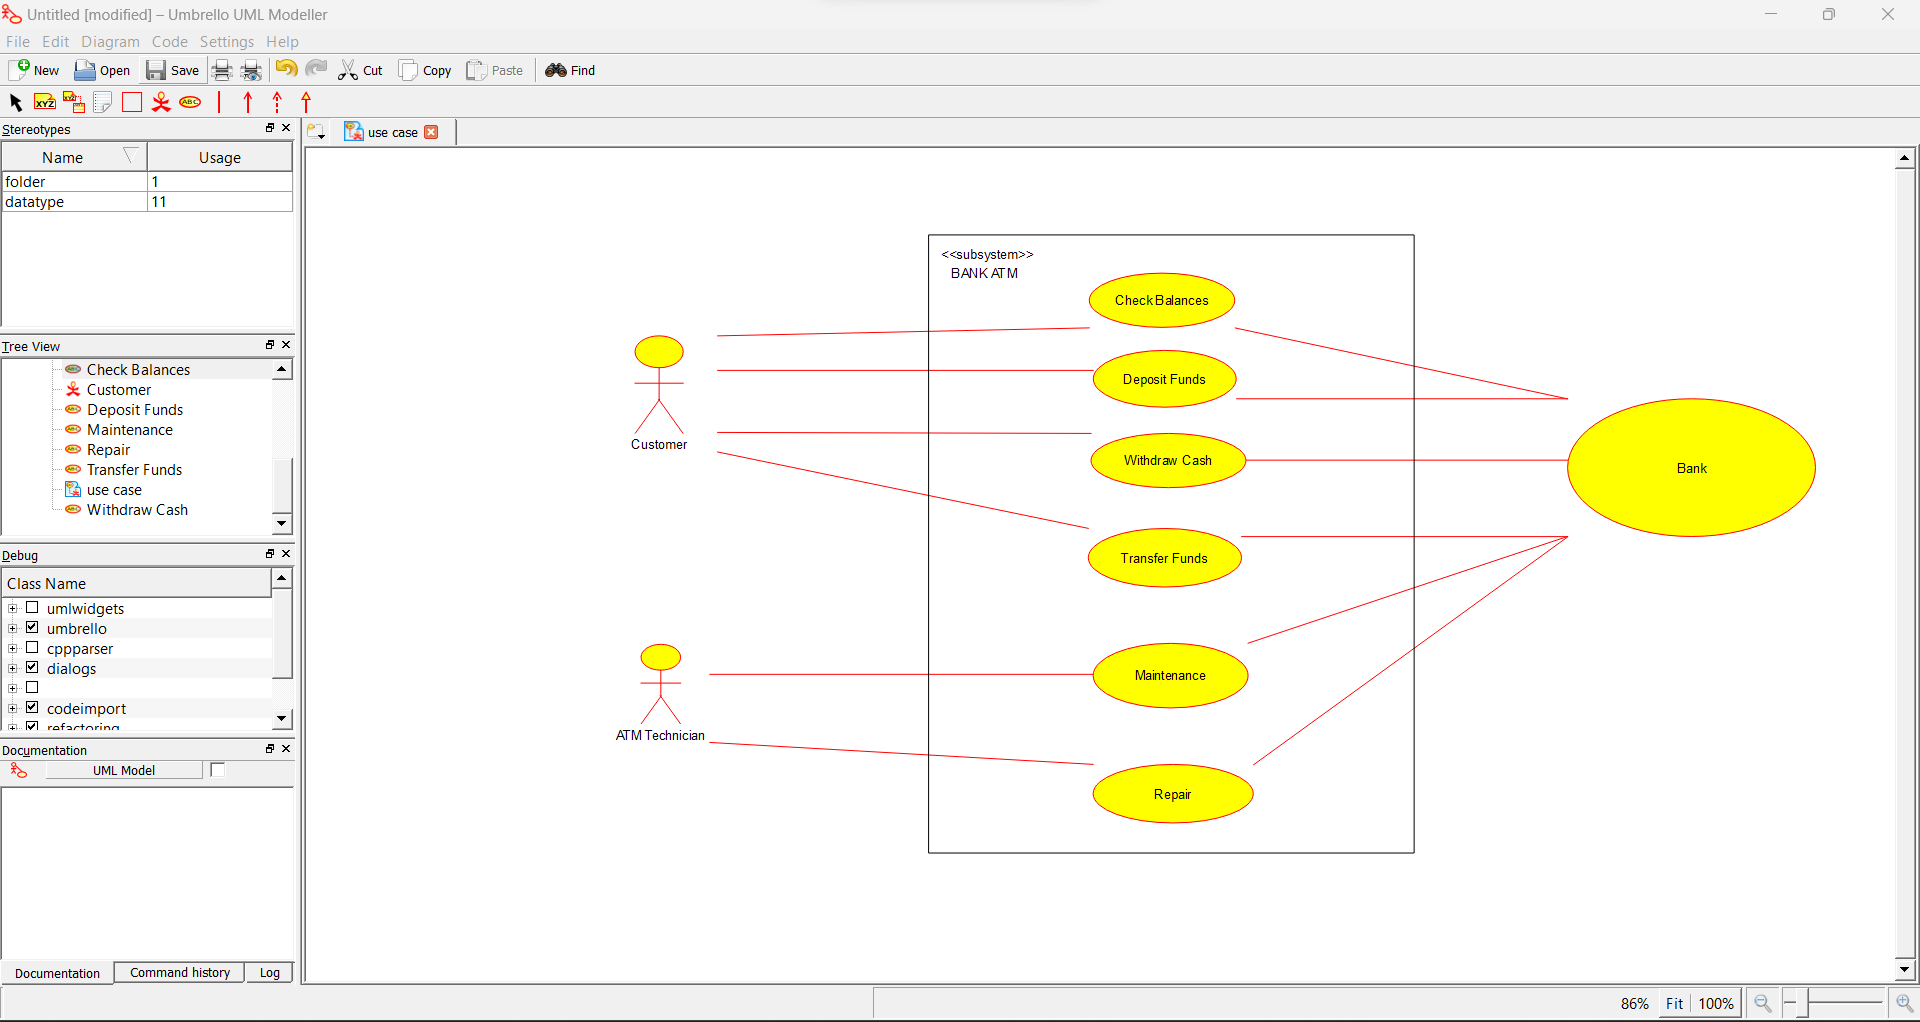 Untitled [modified] – Umbrello UML Modeller
File Edit Diagram Code Settings Help
New Open Save Cut Copy Paste Find
XYZ XYZ ABC
Stereotypes
Name Usage
folder 1
datatype 11
Tree View
Check Balances
Customer
Deposit Funds
Maintenance
Repair
Transfer Funds
use case
Withdraw Cash
Debug
Class Name
umlwidgets
umbrello
cppparser
dialogs
codeimport
refactoring
Documentation
UML Model
Documentation Command history Log
use case
<<subsystem>>
BANK ATM
Check Balances
Deposit Funds
Customer
Withdraw Cash
Bank
Transfer Funds
Maintenance
ATM Technician
Repair
86% Fit 100%